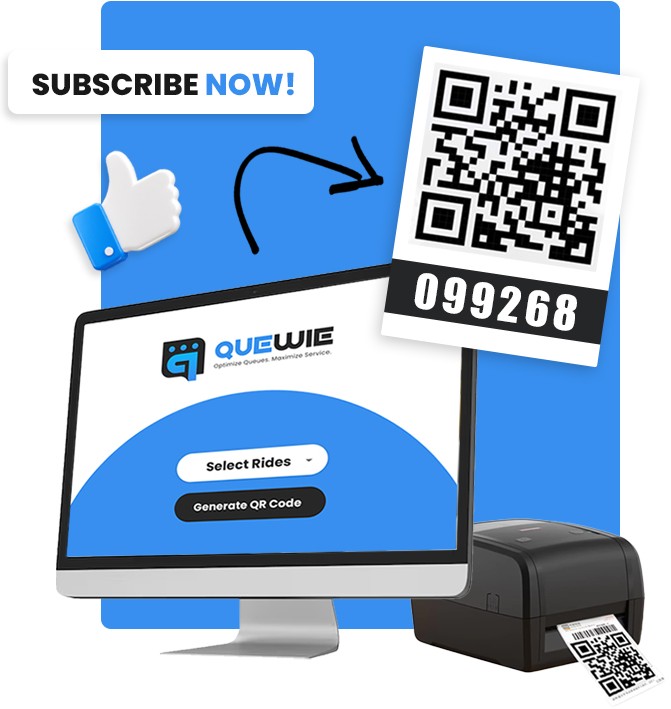 SUBSCRIBE NOW!
099268
QUEWIE
Optimize Queues. Maximize Service.
Select Rides
Generate QR Code